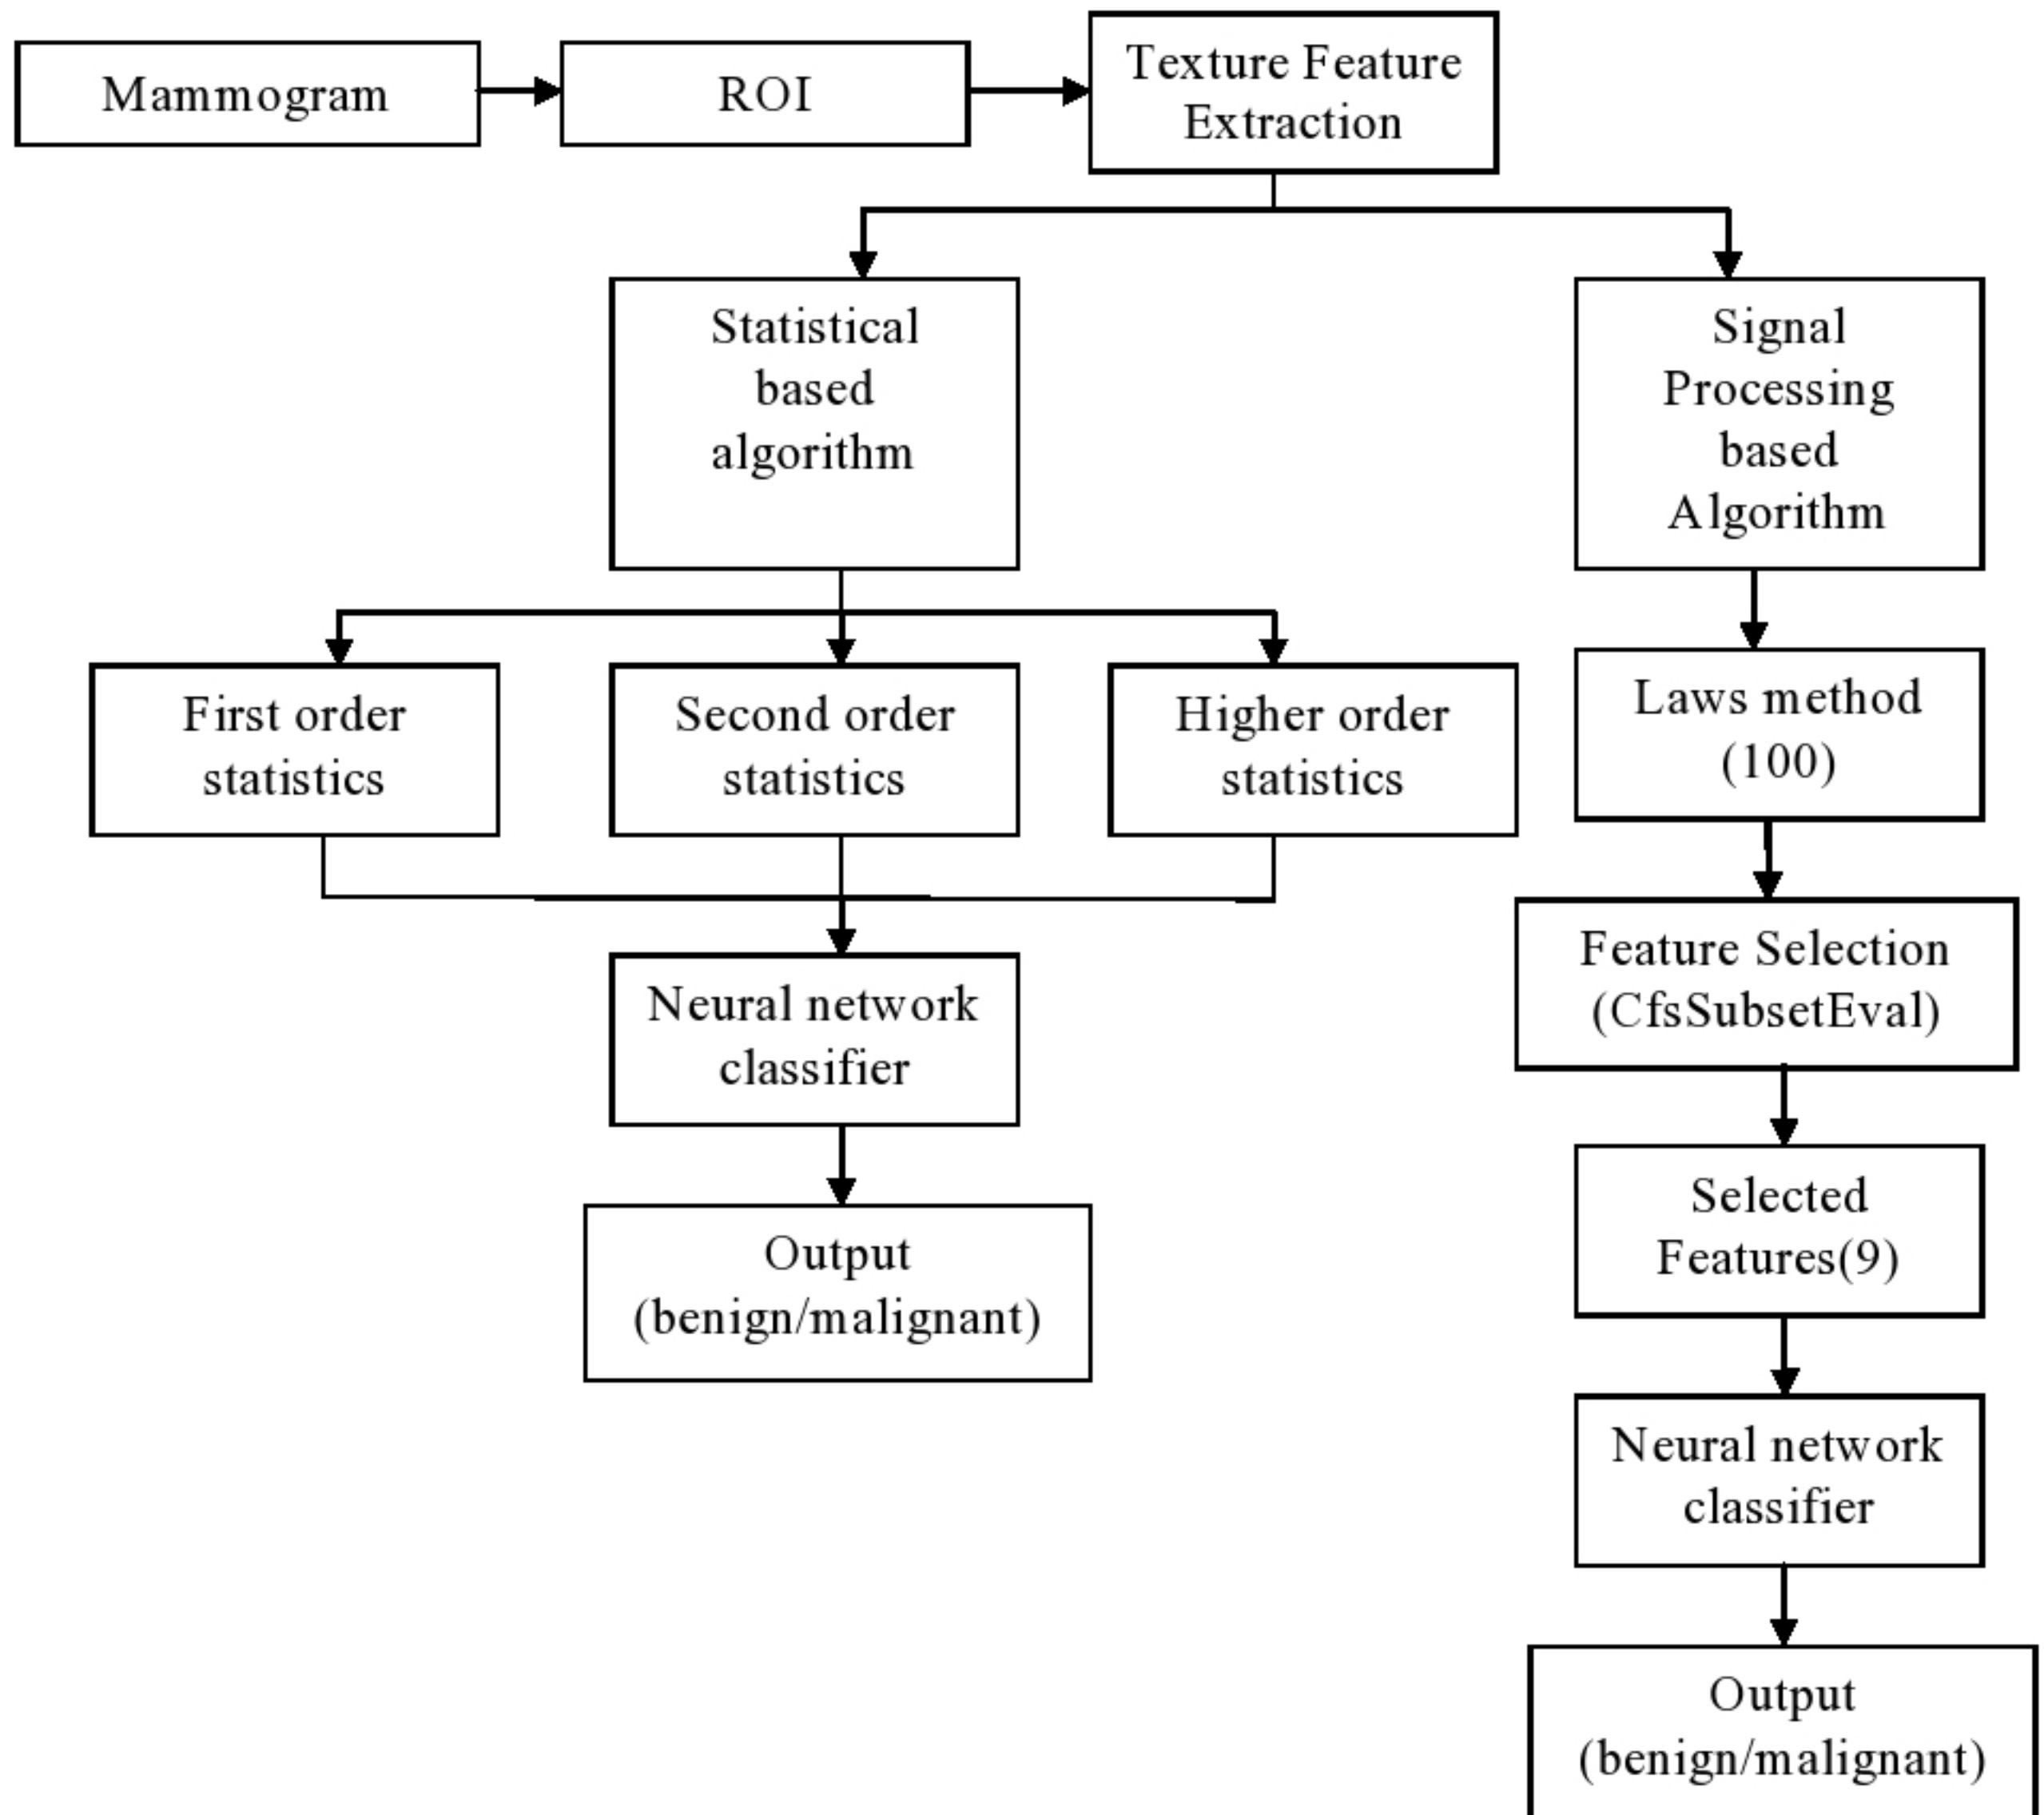 Mammogram
ROI
Texture Feature
Extraction
Statistical
based
algorithm
Signal
Processing
based
Algorithm
First order
statistics
Second order
statistics
Higher order
statistics
Laws method
(100)
Feature Selection
(CfsSubsetEval)
Neural network
classifier
Selected
Features(9)
Output
(benign/malignant)
Neural network
classifier
Output
(benign/malignant)